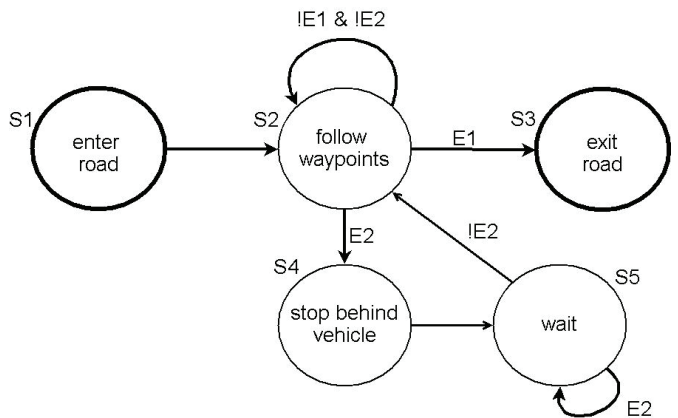 !E1 & !E2
S1
enter
road
S2
follow
waypoints
E1
S3
exit
road
E2
!E2
S4
stop behind
vehicle
S5
wait
E2